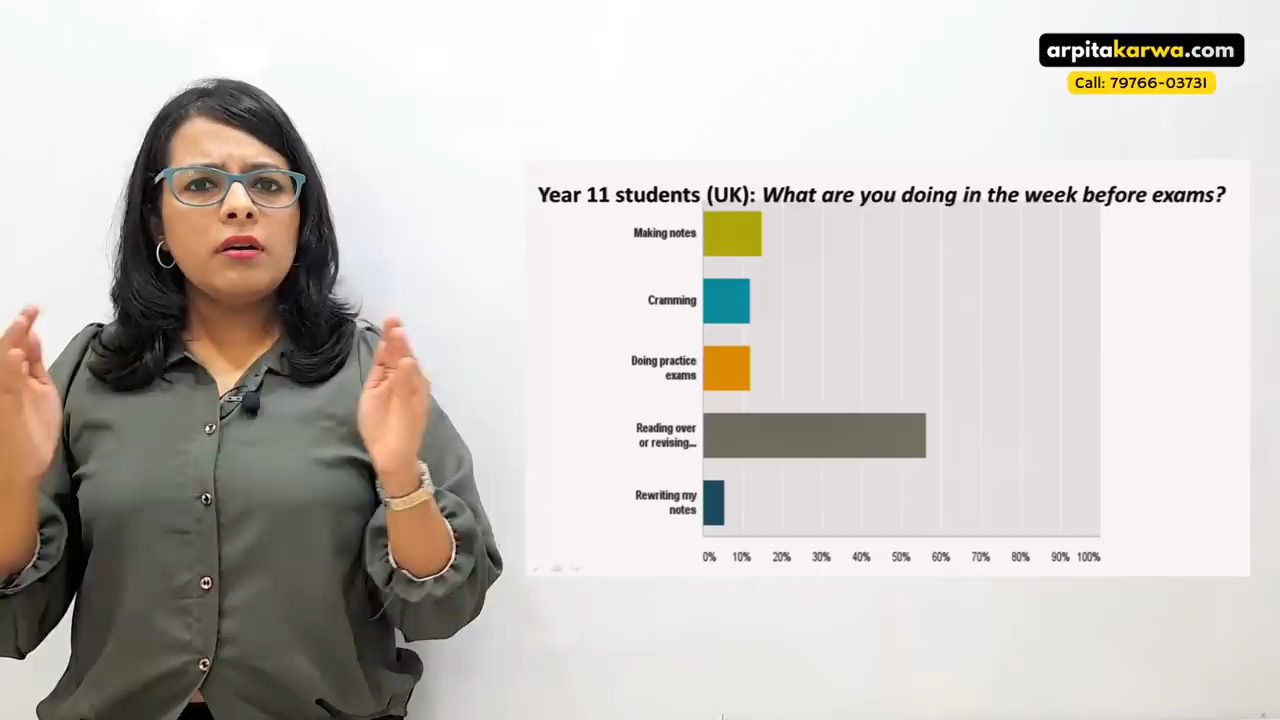 arpitakarwa.com
Call: 79766-03731
Year 11 students (UK): What are you doing in the week before exams?
Making notes
Cramming
Doing practice
exams
Reading over
or revising...
Rewriting my
notes
0% 10% 20% 30% 40% 50% 60% 70% 80% 90% 100%